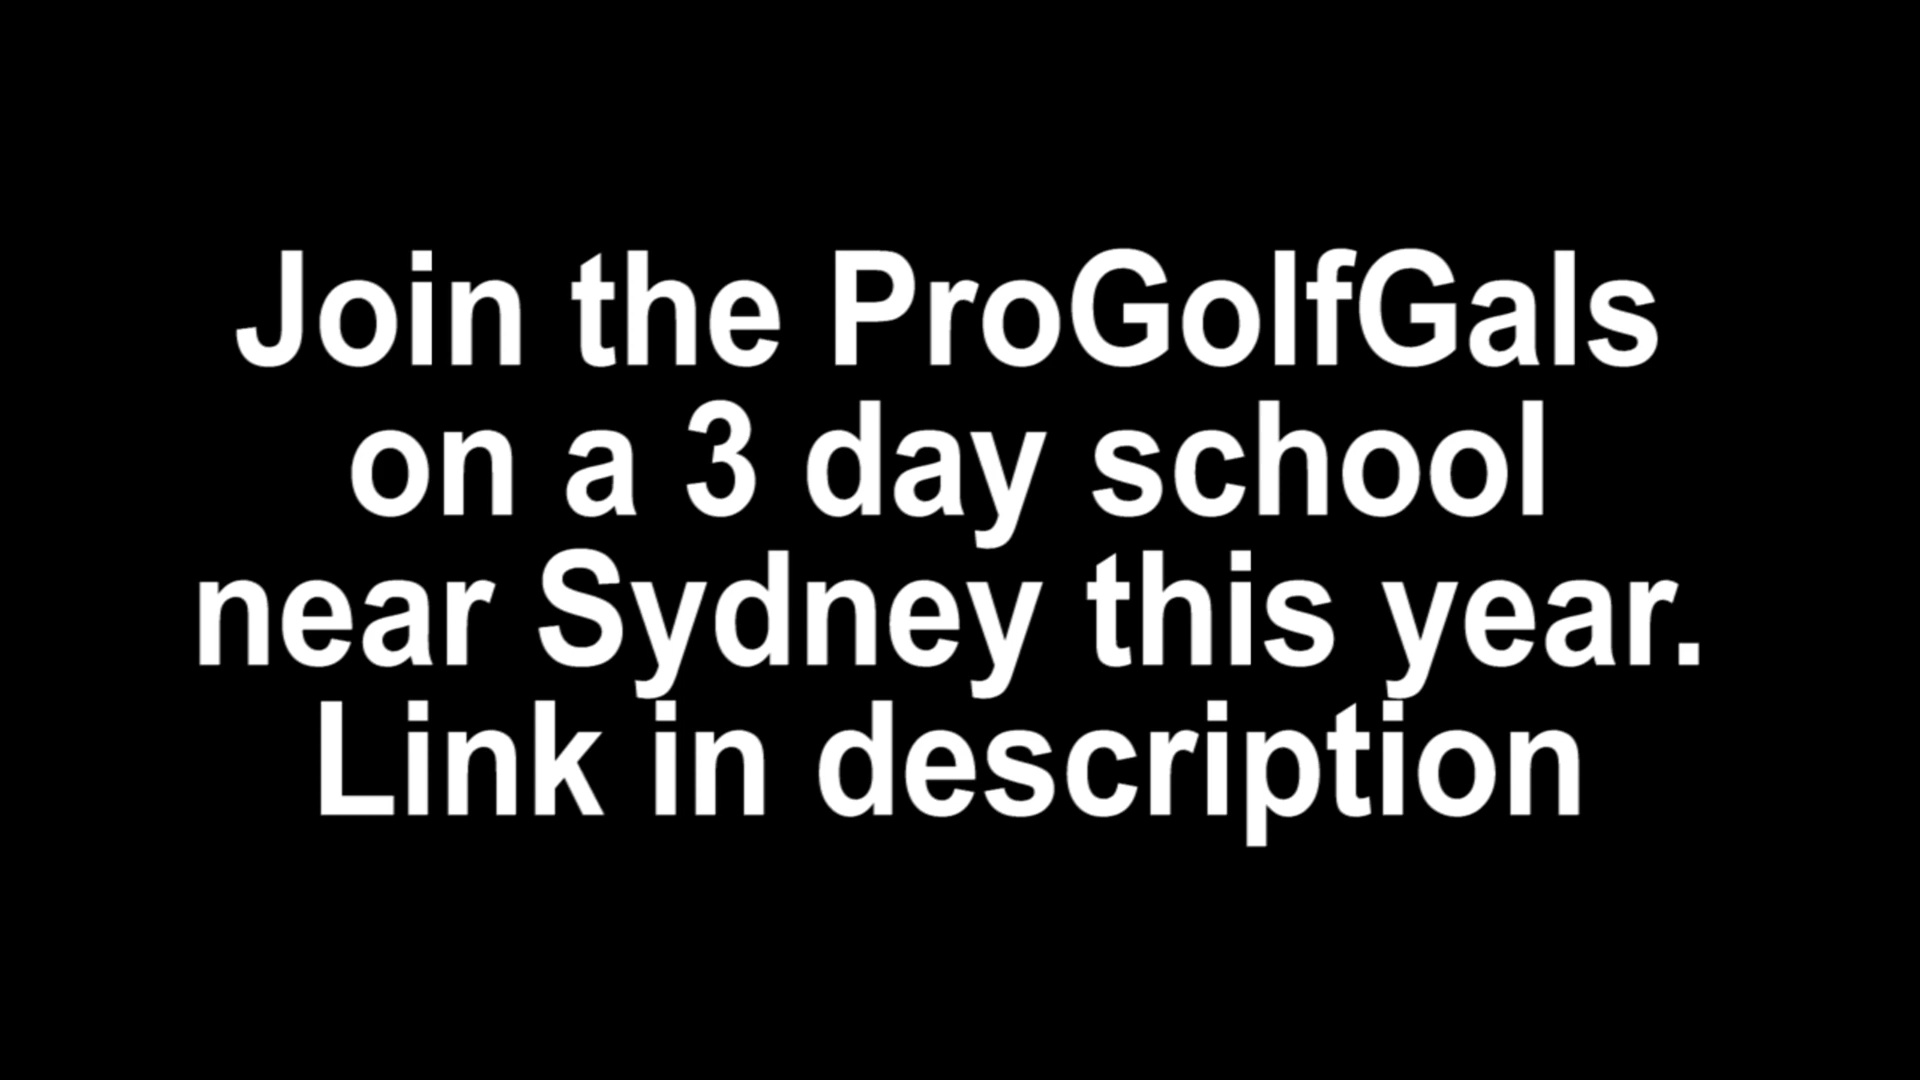 Join the ProGolfGals
on a 3 day school
near Sydney this year.
Link in description